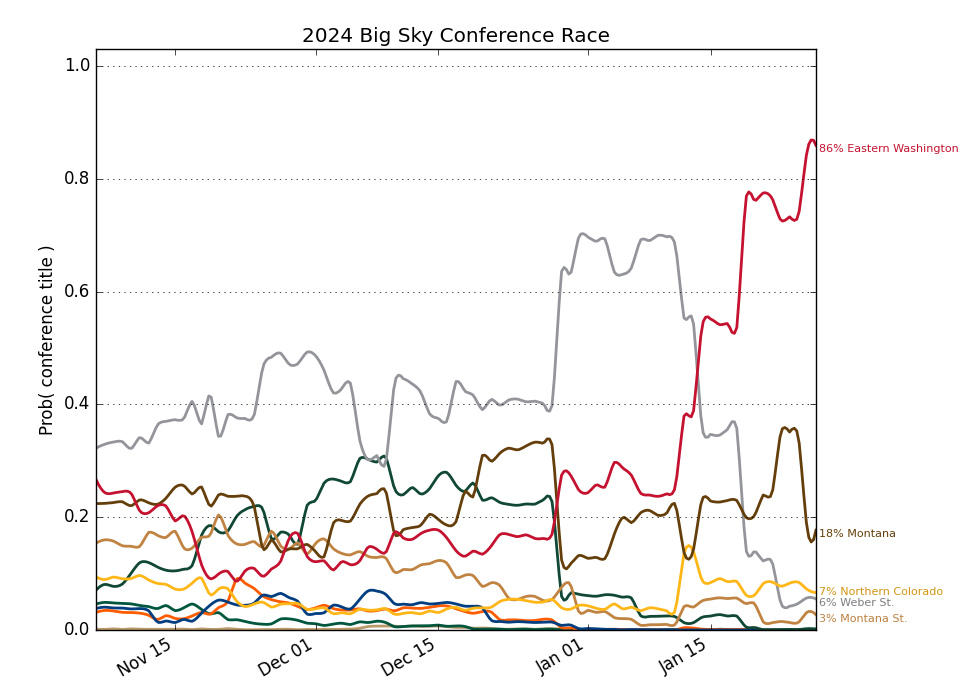 2024 Big Sky Conference Race
Prob( conference title )
1.0
0.8
0.6
0.4
0.2
0.0
Nov 15
Dec 01
Dec 15
Jan 01
Jan 15
86% Eastern Washington
18% Montana
7% Northern Colorado
6% Weber St.
3% Montana St.